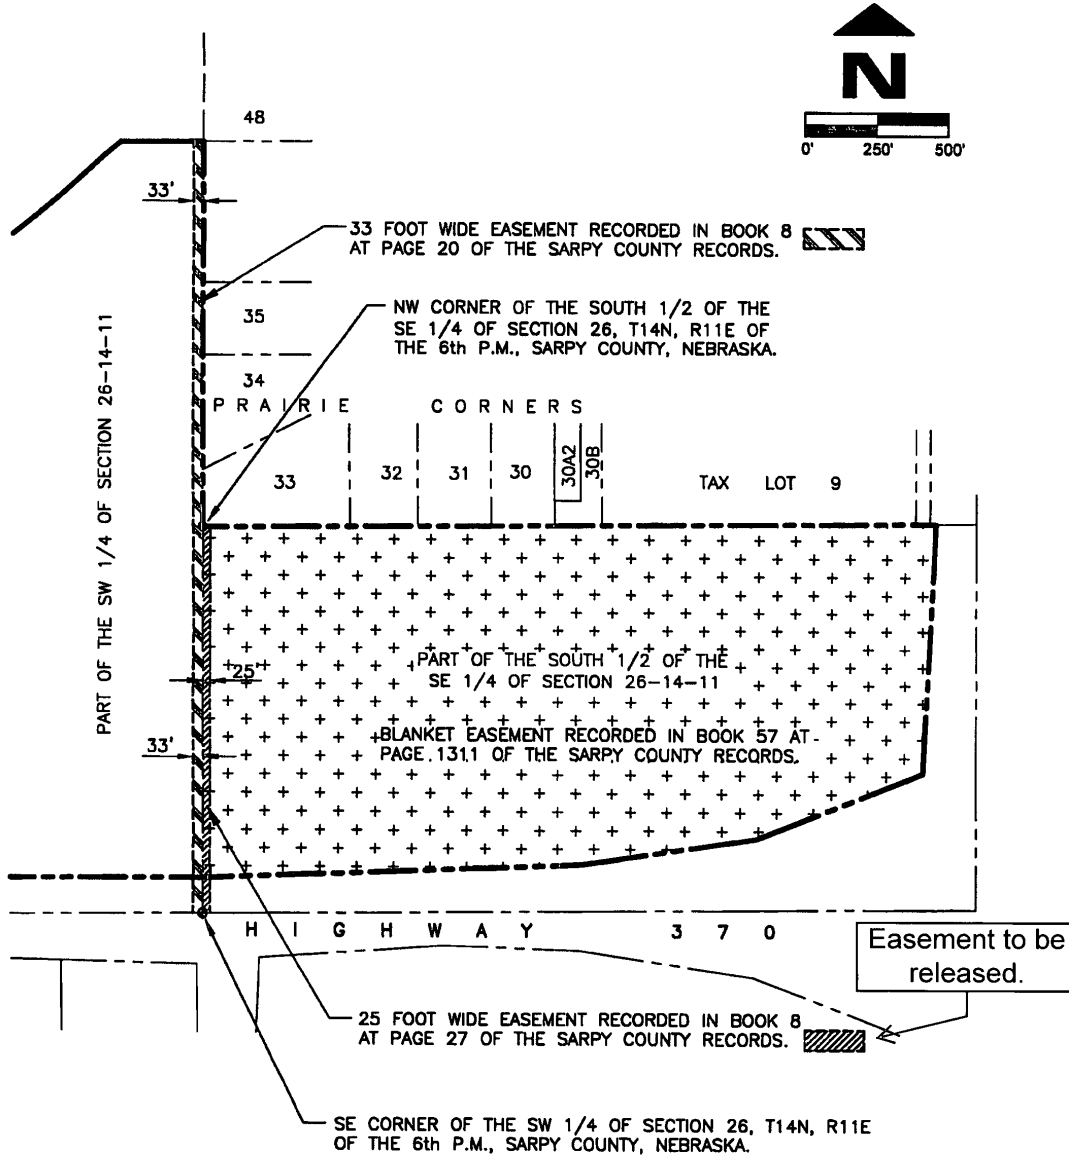 N
0' 250' 500'
48
33'
33 FOOT WIDE EASEMENT RECORDED IN BOOK 8
AT PAGE 20 OF THE SARPY COUNTY RECORDS.
NW CORNER OF THE SOUTH 1/2 OF THE
SE 1/4 OF SECTION 26, T14N, R11E OF
THE 6th P.M., SARPY COUNTY, NEBRASKA.
35
34
PRAIRIE CORNERS
33 32 31 30 30A2 30B TAX LOT 9
PART OF THE SW 1/4 OF SECTION 26-14-11
25'
PART OF THE SOUTH 1/2 OF THE
SE 1/4 OF SECTION 26-14-11
33'
BLANKET EASEMENT RECORDED IN BOOK 57 AT
PAGE 1311 OF THE SARPY COUNTY RECORDS.
HIGHWAY 370
Easement to be
released.
25 FOOT WIDE EASEMENT RECORDED IN BOOK 8
AT PAGE 27 OF THE SARPY COUNTY RECORDS.
SE CORNER OF THE SW 1/4 OF SECTION 26, T14N, R11E
OF THE 6th P.M., SARPY COUNTY, NEBRASKA.